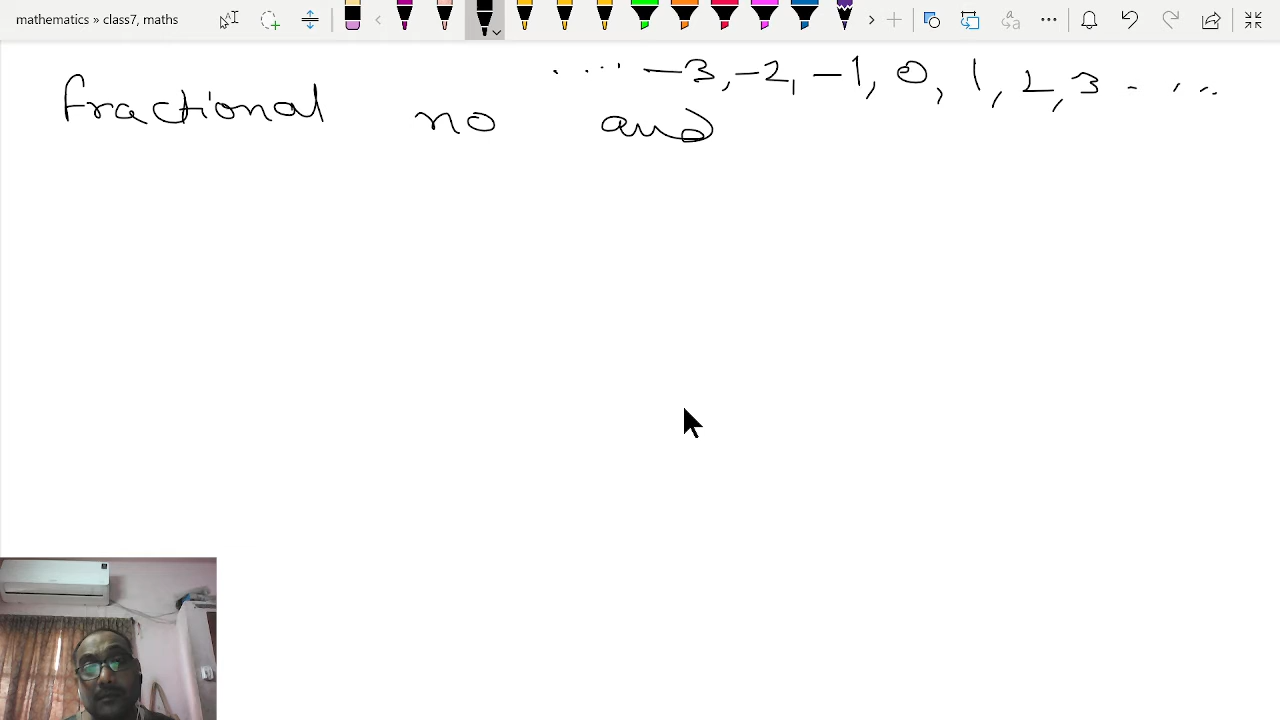 mathematics » class7, maths
.... -3, -2, -1, 0, 1, 2, 3 ....
fractional no and